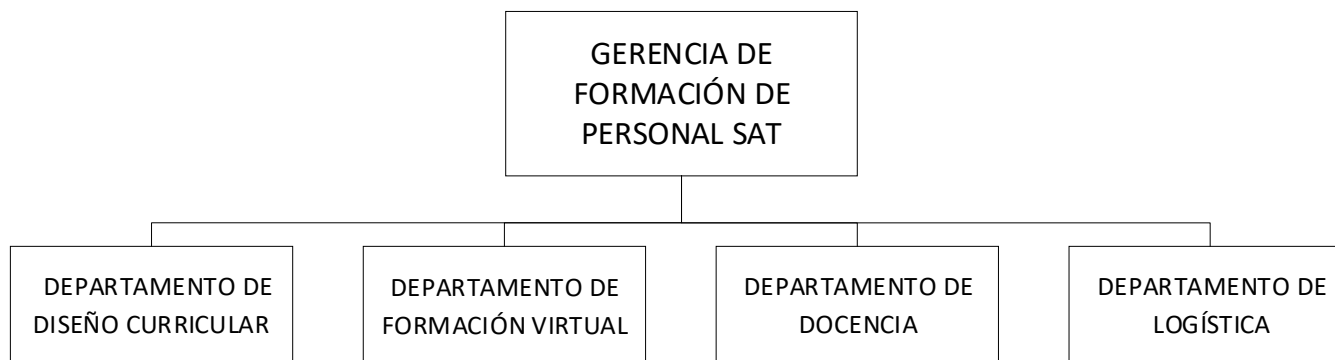 GERENCIA DE
FORMACIÓN DE
PERSONAL SAT
DEPARTAMENTO DE
DISEÑO CURRICULAR
DEPARTAMENTO DE
FORMACIÓN VIRTUAL
DEPARTAMENTO DE
DOCENCIA
DEPARTAMENTO DE
LOGÍSTICA